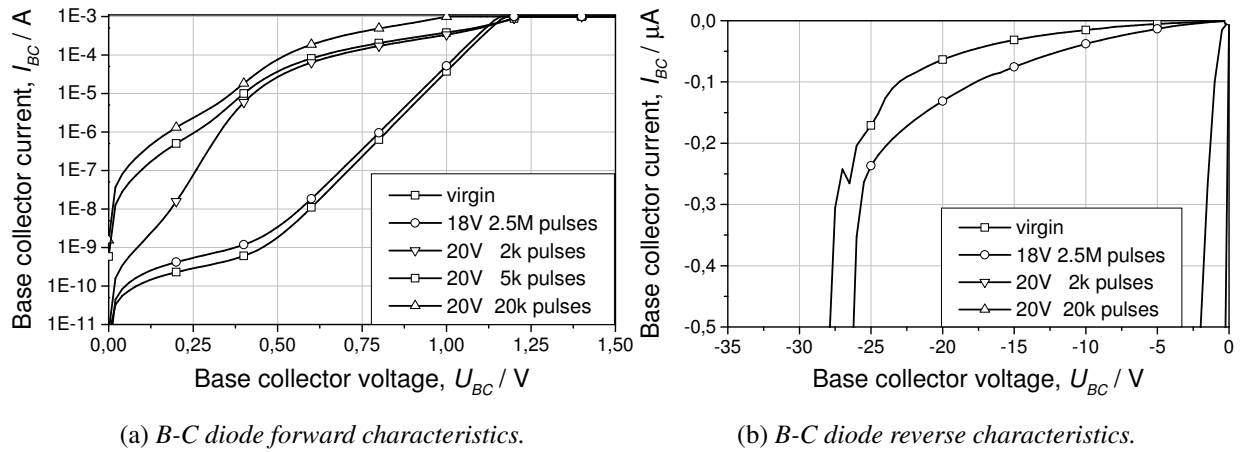 Base collector current, I_BC / A
1E-3
1E-4
1E-5
1E-6
1E-7
1E-8
1E-9
1E-10
1E-11
0,00
0,25
0,50
0,75
1,00
1,25
1,50
virgin
18V 2.5M pulses
20V 2k pulses
20V 5k pulses
20V 20k pulses
Base collector voltage, U_BC / V
(a) B-C diode forward characteristics.
Base collector current, I_BC / µA
0,0
-0,1
-0,2
-0,3
-0,4
-0,5
-35
-30
-25
-20
-15
-10
-5
0
virgin
18V 2.5M pulses
20V 2k pulses
20V 20k pulses
Base collector voltage, U_BC / V
(b) B-C diode reverse characteristics.